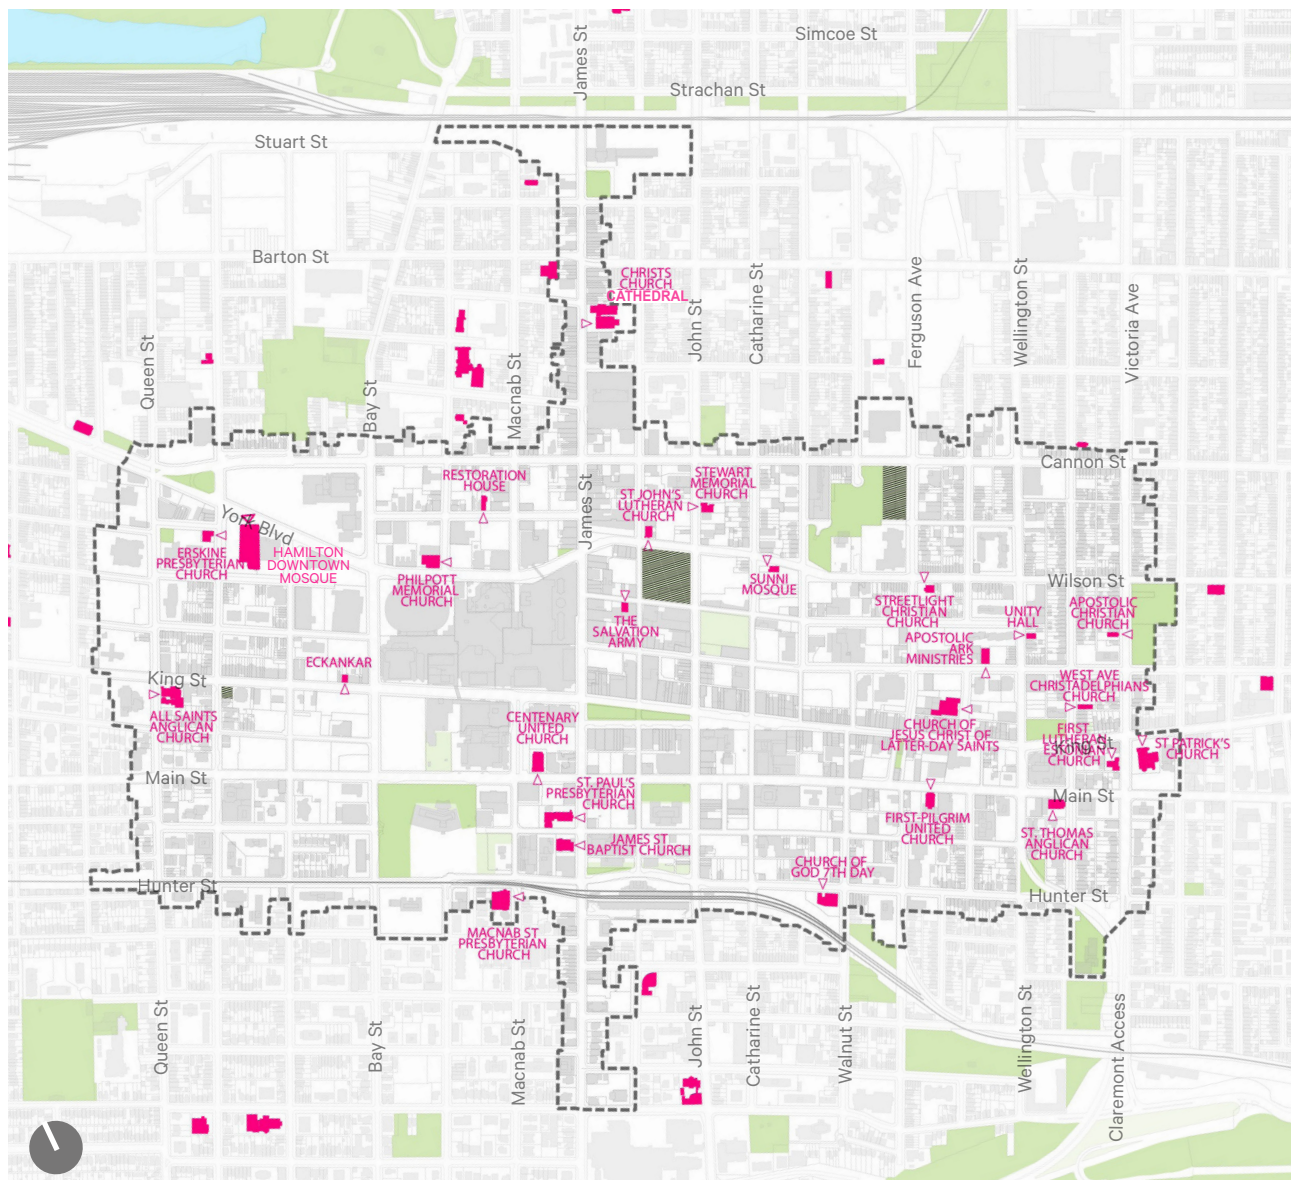 Simcoe St
James St
Strachan St
Stuart St
Barton St
CHRISTS
CHURCH
CATHEDRAL
John St
Catharine St
Ferguson Ave
Wellington St
Victoria Ave
Queen St
Bay St
Macnab St
Cannon St
RESTORATION
HOUSE
James St
ST JOHN'S
LUTHERAN
CHURCH
STEWART
MEMORIAL
CHURCH
York Blvd
ERSKINE
PRESBYTERIAN
CHURCH
HAMILTON
DOWNTOWN
MOSQUE
PHILPOTT
MEMORIAL
CHURCH
THE
SALVATION
ARMY
SUNNI
MOSQUE
STREETLIGHT
CHRISTIAN
CHURCH
Wilson St
UNITY
HALL
APOSTOLIC
CHRISTIAN
CHURCH
APOSTOLIC
ARK
MINISTRIES
ECKANKAR
King St
ALL SAINTS
ANGLICAN
CHURCH
WEST AVE
CHRISTADELPHIANS
CHURCH
CENTENARY
UNITED
CHURCH
CHURCH OF
JESUS CHRIST OF
LATTER-DAY SAINTS
FIRST
LUTHERAN
ESTONIAN
CHURCH
King St
ST PATRICK'S
CHURCH
Main St
ST. PAUL'S
PRESBYTERIAN
CHURCH
Main St
JAMES ST
BAPTIST CHURCH
FIRST-PILGRIM
UNITED
CHURCH
ST. THOMAS
ANGLICAN
CHURCH
CHURCH OF
GOD 7TH DAY
Hunter St
Hunter St
MACNAB ST
PRESBYTERIAN
CHURCH
Queen St
Bay St
Macnab St
John St
Catharine St
Walnut St
Wellington St
Claremont Access